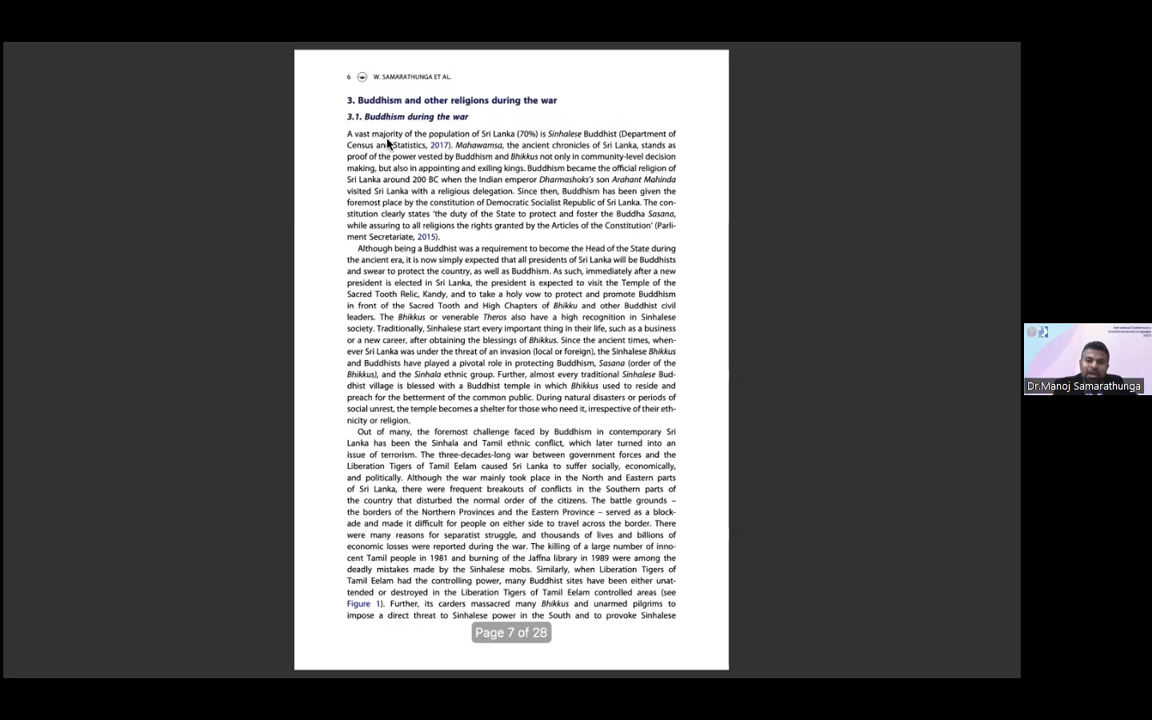 6 W. SAMARATHUNGA ET AL.
3. Buddhism and other religions during the war
3.1. Buddhism during the war
A vast majority of the population of Sri Lanka (70%) is Sinhalese Buddhist (Department of
Census and Statistics, 2017). Mahawamsa, the ancient chronicles of Sri Lanka, stands as
proof of the power vested by Buddhism and Bhikkus not only in community-level decision
making, but also in appointing and exiling kings. Buddhism became the official religion of
Sri Lanka around 200 BC when the Indian emperor Dharmashoks's son Arahant Mahinda
visited Sri Lanka with a religious delegation. Since then, Buddhism has been given the
foremost place by the constitution of Democratic Socialist Republic of Sri Lanka. The con-
stitution clearly states 'the duty of the State to protect and foster the Buddha Sasana,
while assuring to all religions the rights granted by the Articles of the Constitution' (Parli-
ment Secretariate, 2015).
Although being a Buddhist was a requirement to become the Head of the State during
the ancient era, it is now simply expected that all presidents of Sri Lanka will be Buddhists
and swear to protect the country, as well as Buddhism. As such, immediately after a new
president is elected in Sri Lanka, the president is expected to visit the Temple of the
Sacred Tooth Relic, Kandy, and to take a holy vow to protect and promote Buddhism
in front of the Sacred Tooth and High Chapters of Bhikku and other Buddhist civil
leaders. The Bhikkus or venerable Theros also have a high recognition in Sinhalese
society. Traditionally, Sinhalese start every important thing in their life, such as a business
or a new career, after obtaining the blessings of Bhikkus. Since the ancient times, when-
ever Sri Lanka was under the threat of an invasion (local or foreign), the Sinhalese Bhikkus
and Buddhists have played a pivotal role in protecting Buddhism, Sasana (order of the
Bhikkus), and the Sinhala ethnic group. Further, almost every traditional Sinhalese Bud-
dhist village is blessed with a Buddhist temple in which Bhikkus used to reside and
preach for the betterment of the common public. During natural disasters or periods of
social unrest, the temple becomes a shelter for those who need it, irrespective of their eth-
nicity or religion.
Out of many, the foremost challenge faced by Buddhism in contemporary Sri
Lanka has been the Sinhala and Tamil ethnic conflict, which later turned into an
issue of terrorism. The three-decades-long war between government forces and the
Liberation Tigers of Tamil Eelam caused Sri Lanka to suffer socially, economically,
and politically. Although the war mainly took place in the North and Eastern parts
of Sri Lanka, there were frequent breakouts of conflicts in the Southern parts of
the country that disturbed the normal order of the citizens. The battle grounds –
the borders of the Northern Provinces and the Eastern Province – served as a block-
ade and made it difficult for people on either side to travel across the border. There
were many reasons for separatist struggle, and thousands of lives and billions of
economic losses were reported during the war. The killing of a large number of inno-
cent Tamil people in 1981 and burning of the Jaffna library in 1989 were among the
deadly mistakes made by the Sinhalese mobs. Similarly, when Liberation Tigers of
Tamil Eelam had the controlling power, many Buddhist sites have been either unat-
tended or destroyed in the Liberation Tigers of Tamil Eelam controlled areas (see
Figure 1). Further, its carders massacred many Bhikkus and unarmed pilgrims to
impose a direct threat to Sinhalese power in the South and to provoke Sinhalese
Page 7 of 28
Dr.Manoj Samarathunga